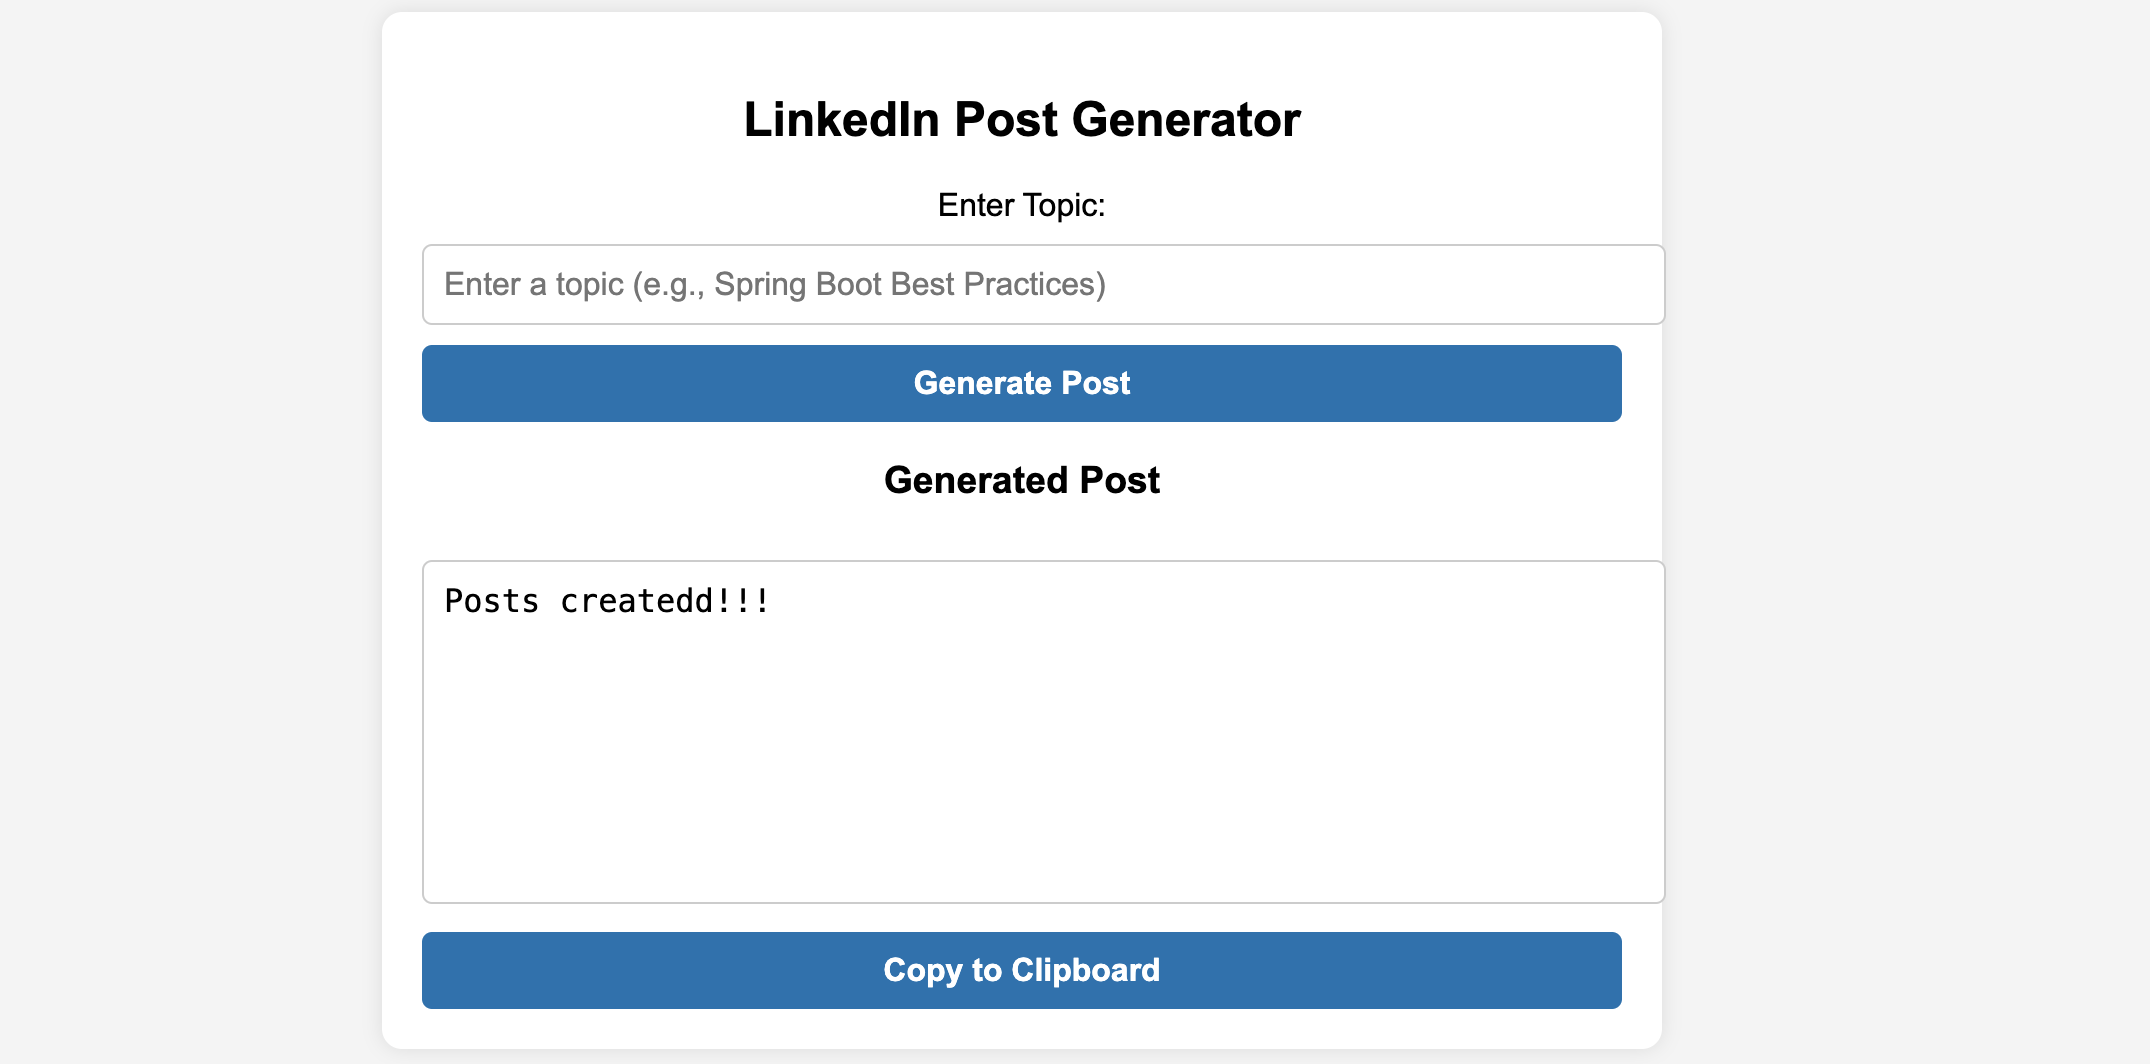 LinkedIn Post Generator
Enter Topic:
Enter a topic (e.g., Spring Boot Best Practices)
Generate Post
Generated Post
Posts createdd!!!
Copy to Clipboard